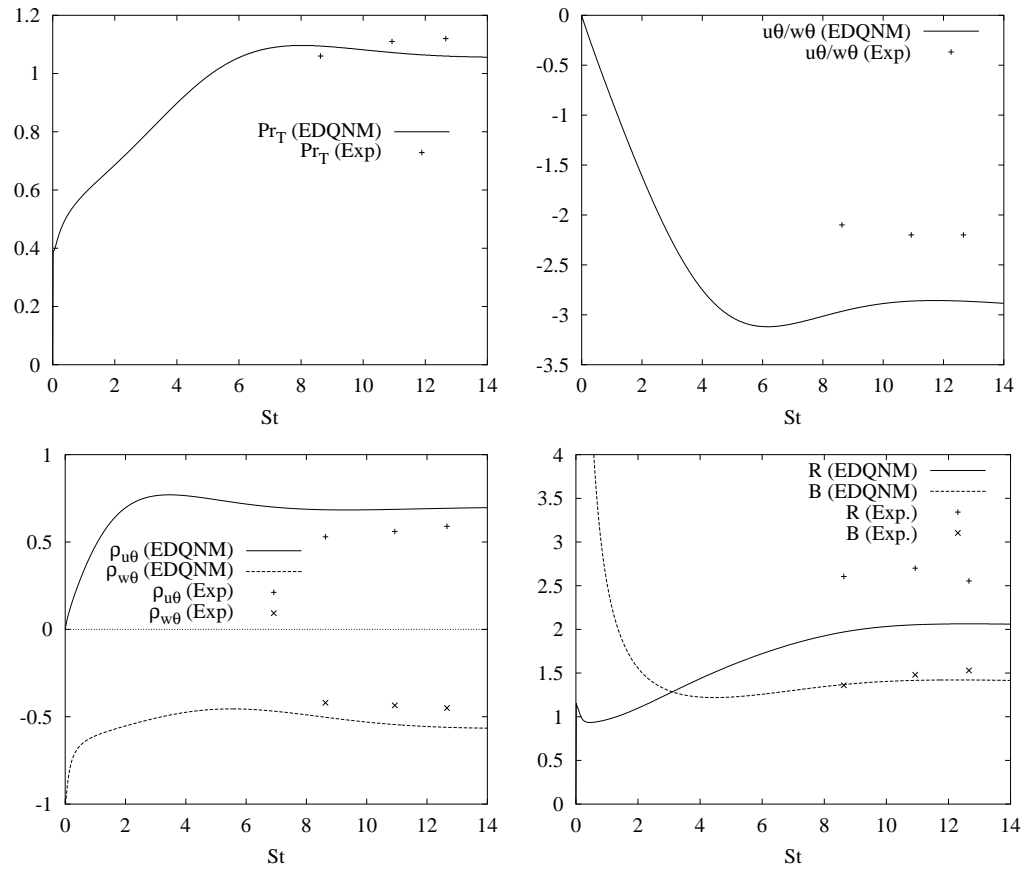 1.2
1
0.8
0.6
0.4
0.2
0
0 2 4 6 8 10 12 14
St
Pr_T (EDQNM)
Pr_T (Exp)
0
-0.5
-1
-1.5
-2
-2.5
-3
-3.5
0 2 4 6 8 10 12 14
St
uθ/wθ (EDQNM)
uθ/wθ (Exp)
1
0.5
0
-0.5
-1
0 2 4 6 8 10 12 14
St
ρ_uθ (EDQNM)
ρ_wθ (EDQNM)
ρ_uθ (Exp)
ρ_wθ (Exp)
4
3.5
3
2.5
2
1.5
1
0.5
0
0 2 4 6 8 10 12 14
St
R (EDQNM)
B (EDQNM)
R (Exp.)
B (Exp.)